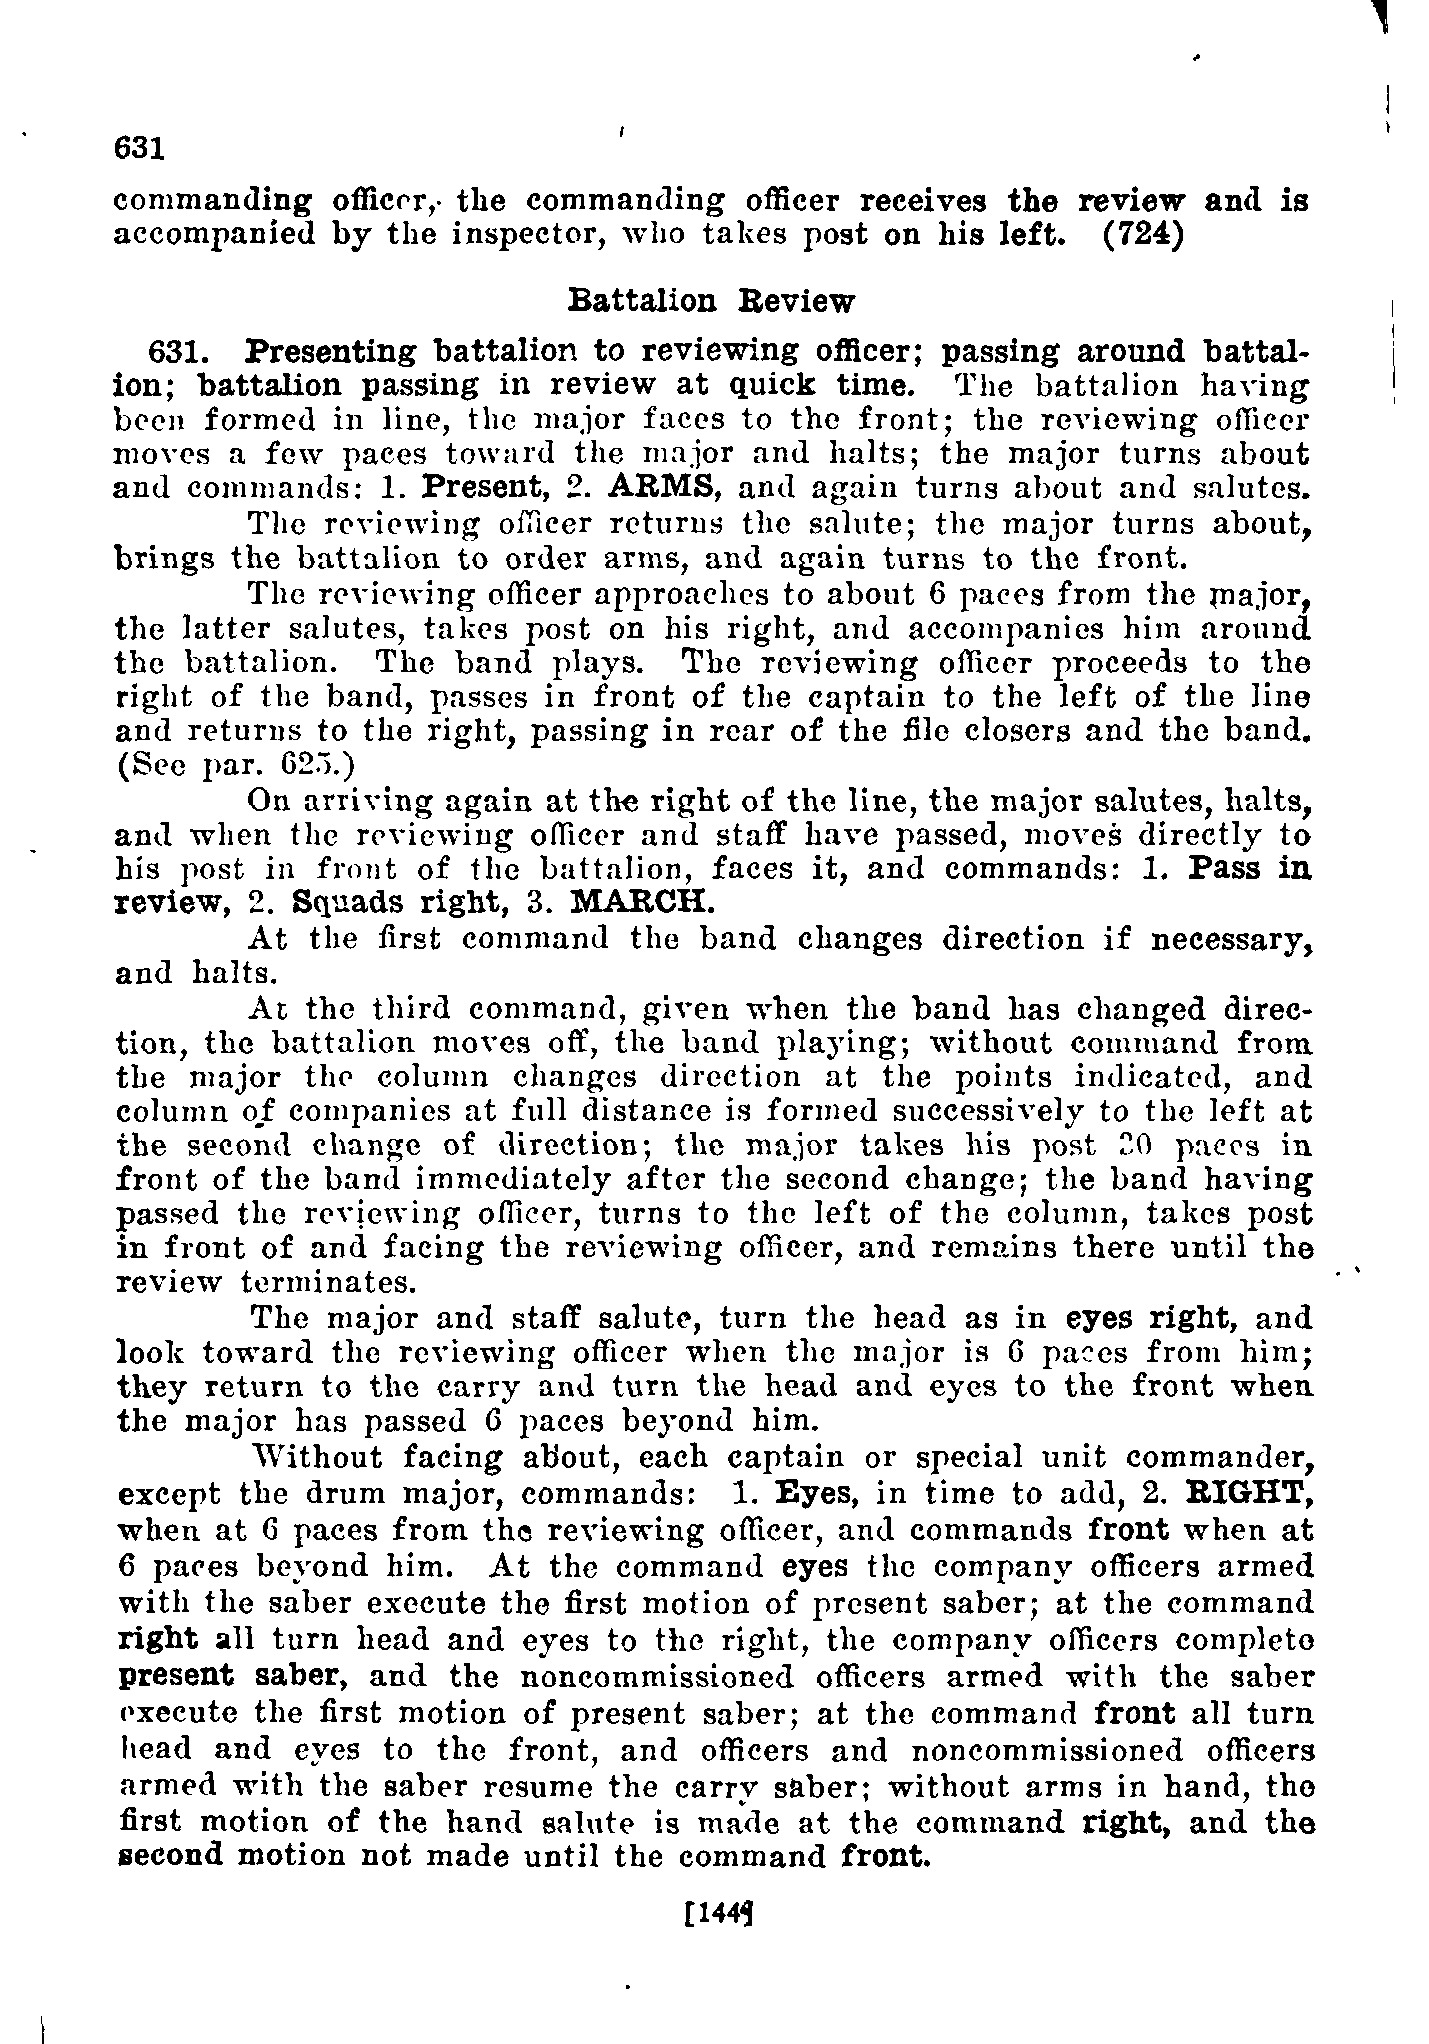 631
commanding officer, the commanding officer receives the review and is
accompanied by the inspector, who takes post on his left. (724)
Battalion Review
631. Presenting battalion to reviewing officer; passing around battal-
ion; battalion passing in review at quick time. The battalion having
been formed in line, the major faces to the front; the reviewing officer
moves a few paces toward the major and halts; the major turns about
and commands: 1. Present, 2. ARMS, and again turns about and salutes.
The reviewing officer returns the salute; the major turns about,
brings the battalion to order arms, and again turns to the front.
The reviewing officer approaches to about 6 paces from the major,
the latter salutes, takes post on his right, and accompanies him around
the battalion. The band plays. The reviewing officer proceeds to the
right of the band, passes in front of the captain to the left of the line
and returns to the right, passing in rear of the file closers and the band.
(See par. 625.)
On arriving again at the right of the line, the major salutes, halts,
and when the reviewing officer and staff have passed, moves directly to
his post in front of the battalion, faces it, and commands: 1. Pass in
review, 2. Squads right, 3. MARCH.
At the first command the band changes direction if necessary,
and halts.
At the third command, given when the band has changed direc-
tion, the battalion moves off, the band playing; without command from
the major the column changes direction at the points indicated, and
column of companies at full distance is formed successively to the left at
the second change of direction; the major takes his post 20 paces in
front of the band immediately after the second change; the band having
passed the reviewing officer, turns to the left of the column, takes post
in front of and facing the reviewing officer, and remains there until the
review terminates.
The major and staff salute, turn the head as in eyes right, and
look toward the reviewing officer when the major is 6 paces from him;
they return to the carry and turn the head and eyes to the front when
the major has passed 6 paces beyond him.
Without facing about, each captain or special unit commander,
except the drum major, commands: 1. Eyes, in time to add, 2. RIGHT,
when at 6 paces from the reviewing officer, and commands front when at
6 paces beyond him. At the command eyes the company officers armed
with the saber execute the first motion of present saber; at the command
right all turn head and eyes to the right, the company officers complete
present saber, and the noncommissioned officers armed with the saber
execute the first motion of present saber; at the command front all turn
head and eyes to the front, and officers and noncommissioned officers
armed with the saber resume the carry saber; without arms in hand, the
first motion of the hand salute is made at the command right, and the
second motion not made until the command front.
[144]